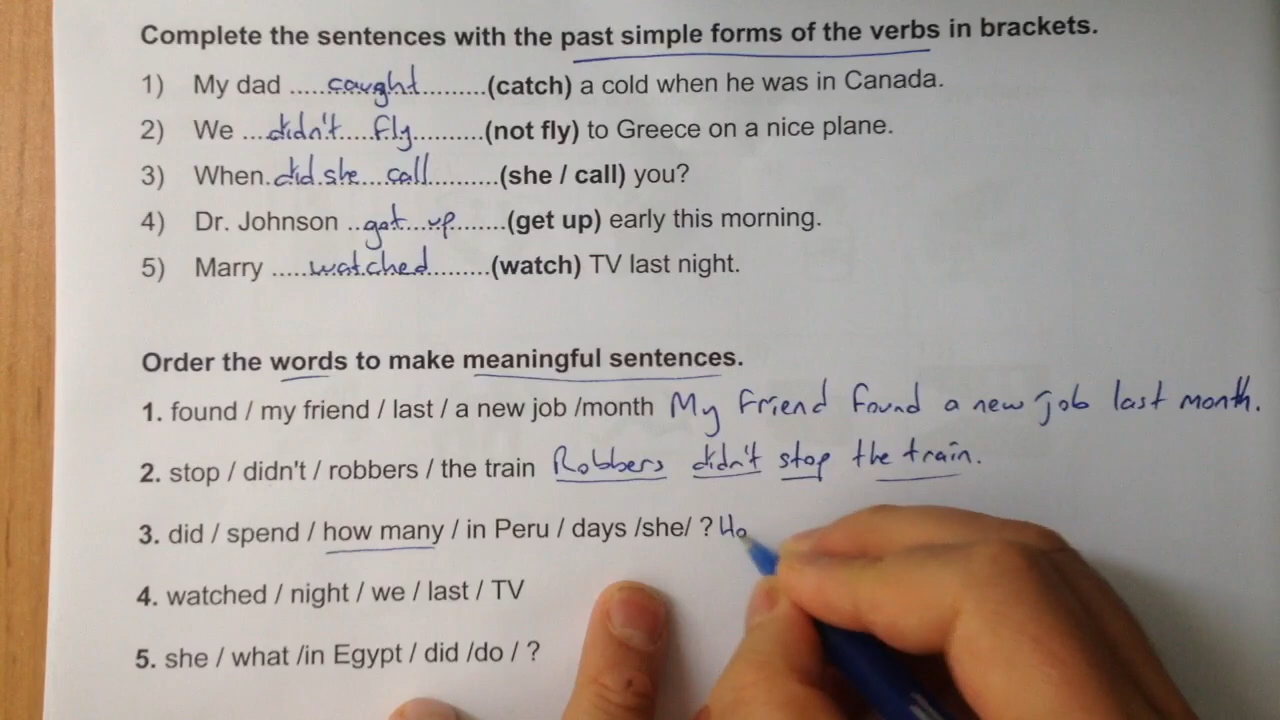 Complete the sentences with the past simple forms of the verbs in brackets.
1) My dad .....caught.........(catch) a cold when he was in Canada.
2) We ...didn't....fly..........(not fly) to Greece on a nice plane.
3) When.did.she...call..........(she / call) you?
4) Dr. Johnson ..got...up.......(get up) early this morning.
5) Marry .....watched.........(watch) TV last night.
Order the words to make meaningful sentences.
1. found / my friend / last / a new job /month My friend found a new job last month.
2. stop / didn't / robbers / the train Robbers didn't stop the train.
3. did / spend / how many / in Peru / days /she/ ? Ho
4. watched / night / we / last / TV
5. she / what /in Egypt / did /do / ?